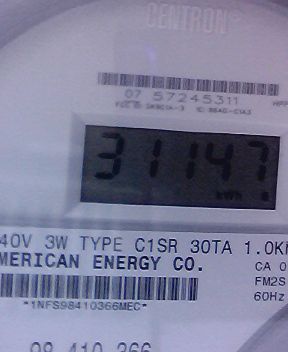 CENTRON®
07 57245311
31147
kWh
40V 3W TYPE C1SR 30TA 1.0K
MERICAN ENERGY CO.
CA 0
FM2S
60Hz
*1NFS98410366MEC*
98 410 366